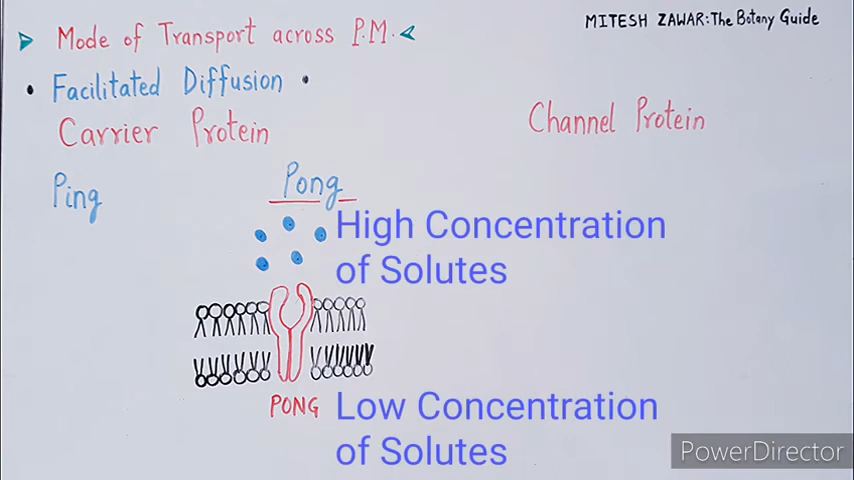 MITESH ZAWAR: The Botany Guide
Mode of Transport across P.M.
Facilitated Diffusion
Carrier Protein
Channel Protein
Ping
Pong
High Concentration
of Solutes
PONG
Low Concentration
of Solutes
PowerDirector